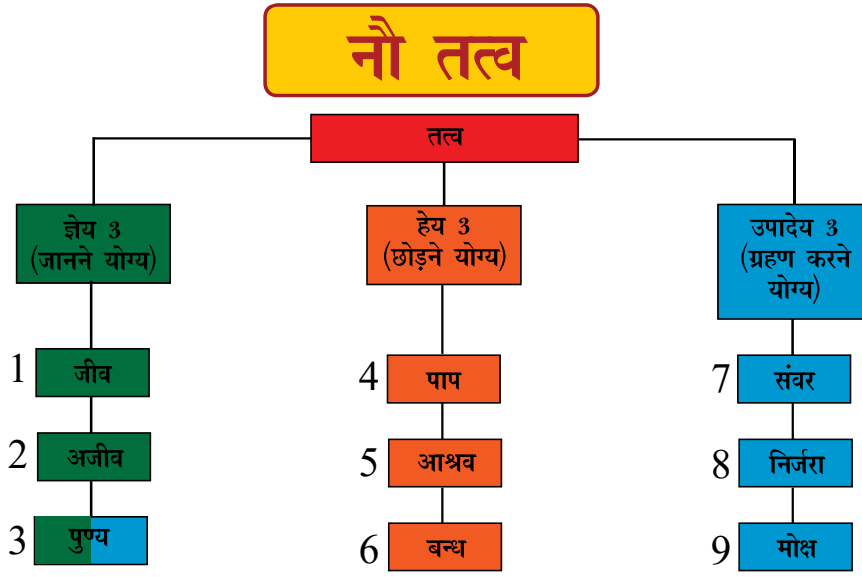 नौ तत्व
तत्व
ज्ञेय 3
(जानने योग्य)
1 जीव
2 अजीव
3 पुण्य
हेय 3
(छोड़ने योग्य)
4 पाप
5 आश्रव
6 बन्ध
उपादेय 3
(ग्रहण करने
योग्य)
7 संवर
8 निर्जरा
9 मोक्ष